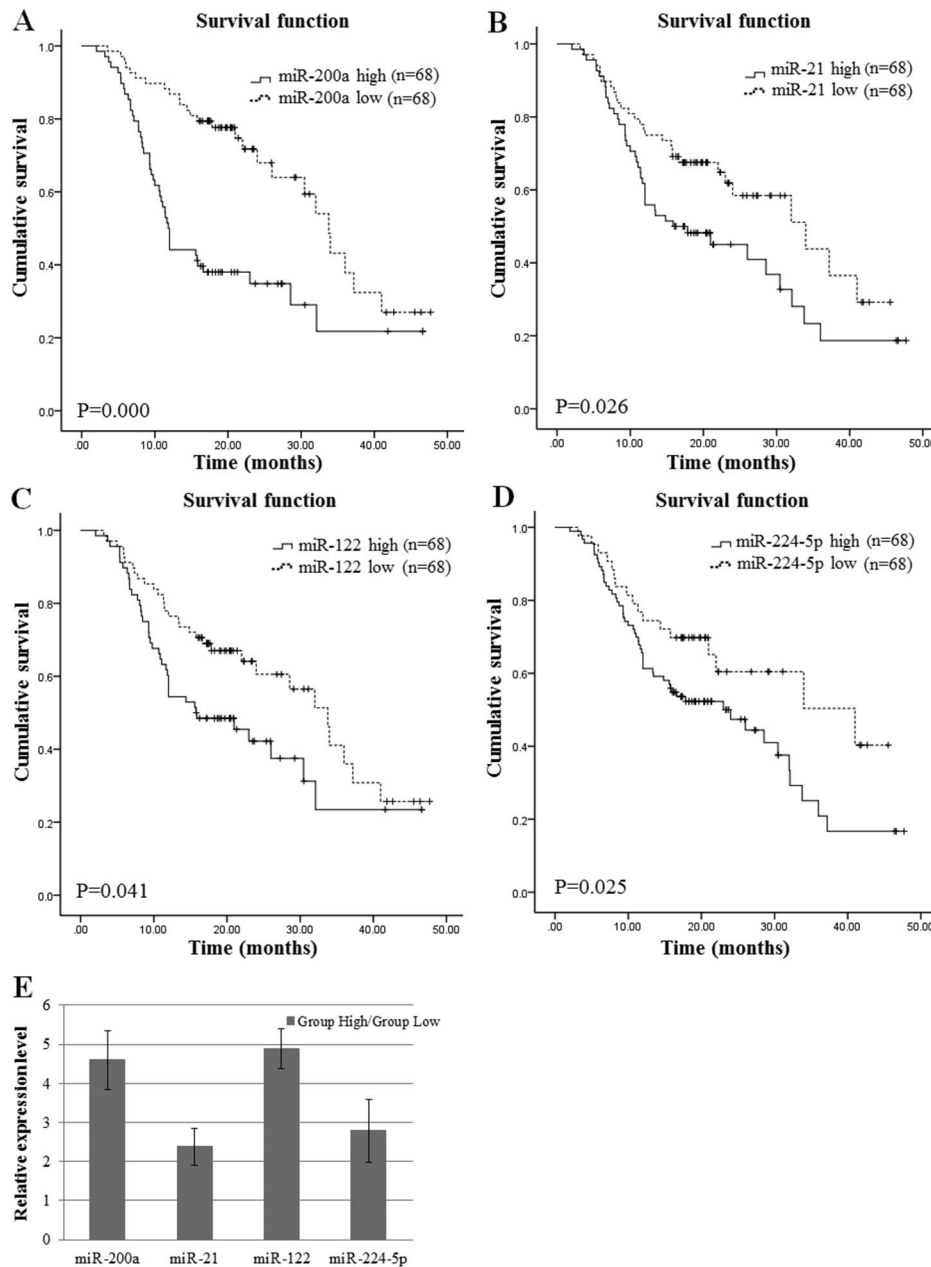 A
Survival function
miR-200a high (n=68)
miR-200a low (n=68)
Cumulative survival
1.0
0.8
0.6
0.4
0.2
0.0
P=0.000
.00 10.00 20.00 30.00 40.00 50.00
Time (months)
B
Survival function
miR-21 high (n=68)
miR-21 low (n=68)
Cumulative survival
1.0
0.8
0.6
0.4
0.2
0.0
P=0.026
.00 10.00 20.00 30.00 40.00 50.00
Time (months)
C
Survival function
miR-122 high (n=68)
miR-122 low (n=68)
Cumulative survival
1.0
0.8
0.6
0.4
0.2
0.0
P=0.041
.00 10.00 20.00 30.00 40.00 50.00
Time (months)
D
Survival function
miR-224-5p high (n=68)
miR-224-5p low (n=68)
Cumulative survival
1.0
0.8
0.6
0.4
0.2
0.0
P=0.025
.00 10.00 20.00 30.00 40.00 50.00
Time (months)
E
Group High/Group Low
Relative expression level
6
5
4
3
2
1
0
miR-200a miR-21 miR-122 miR-224-5p